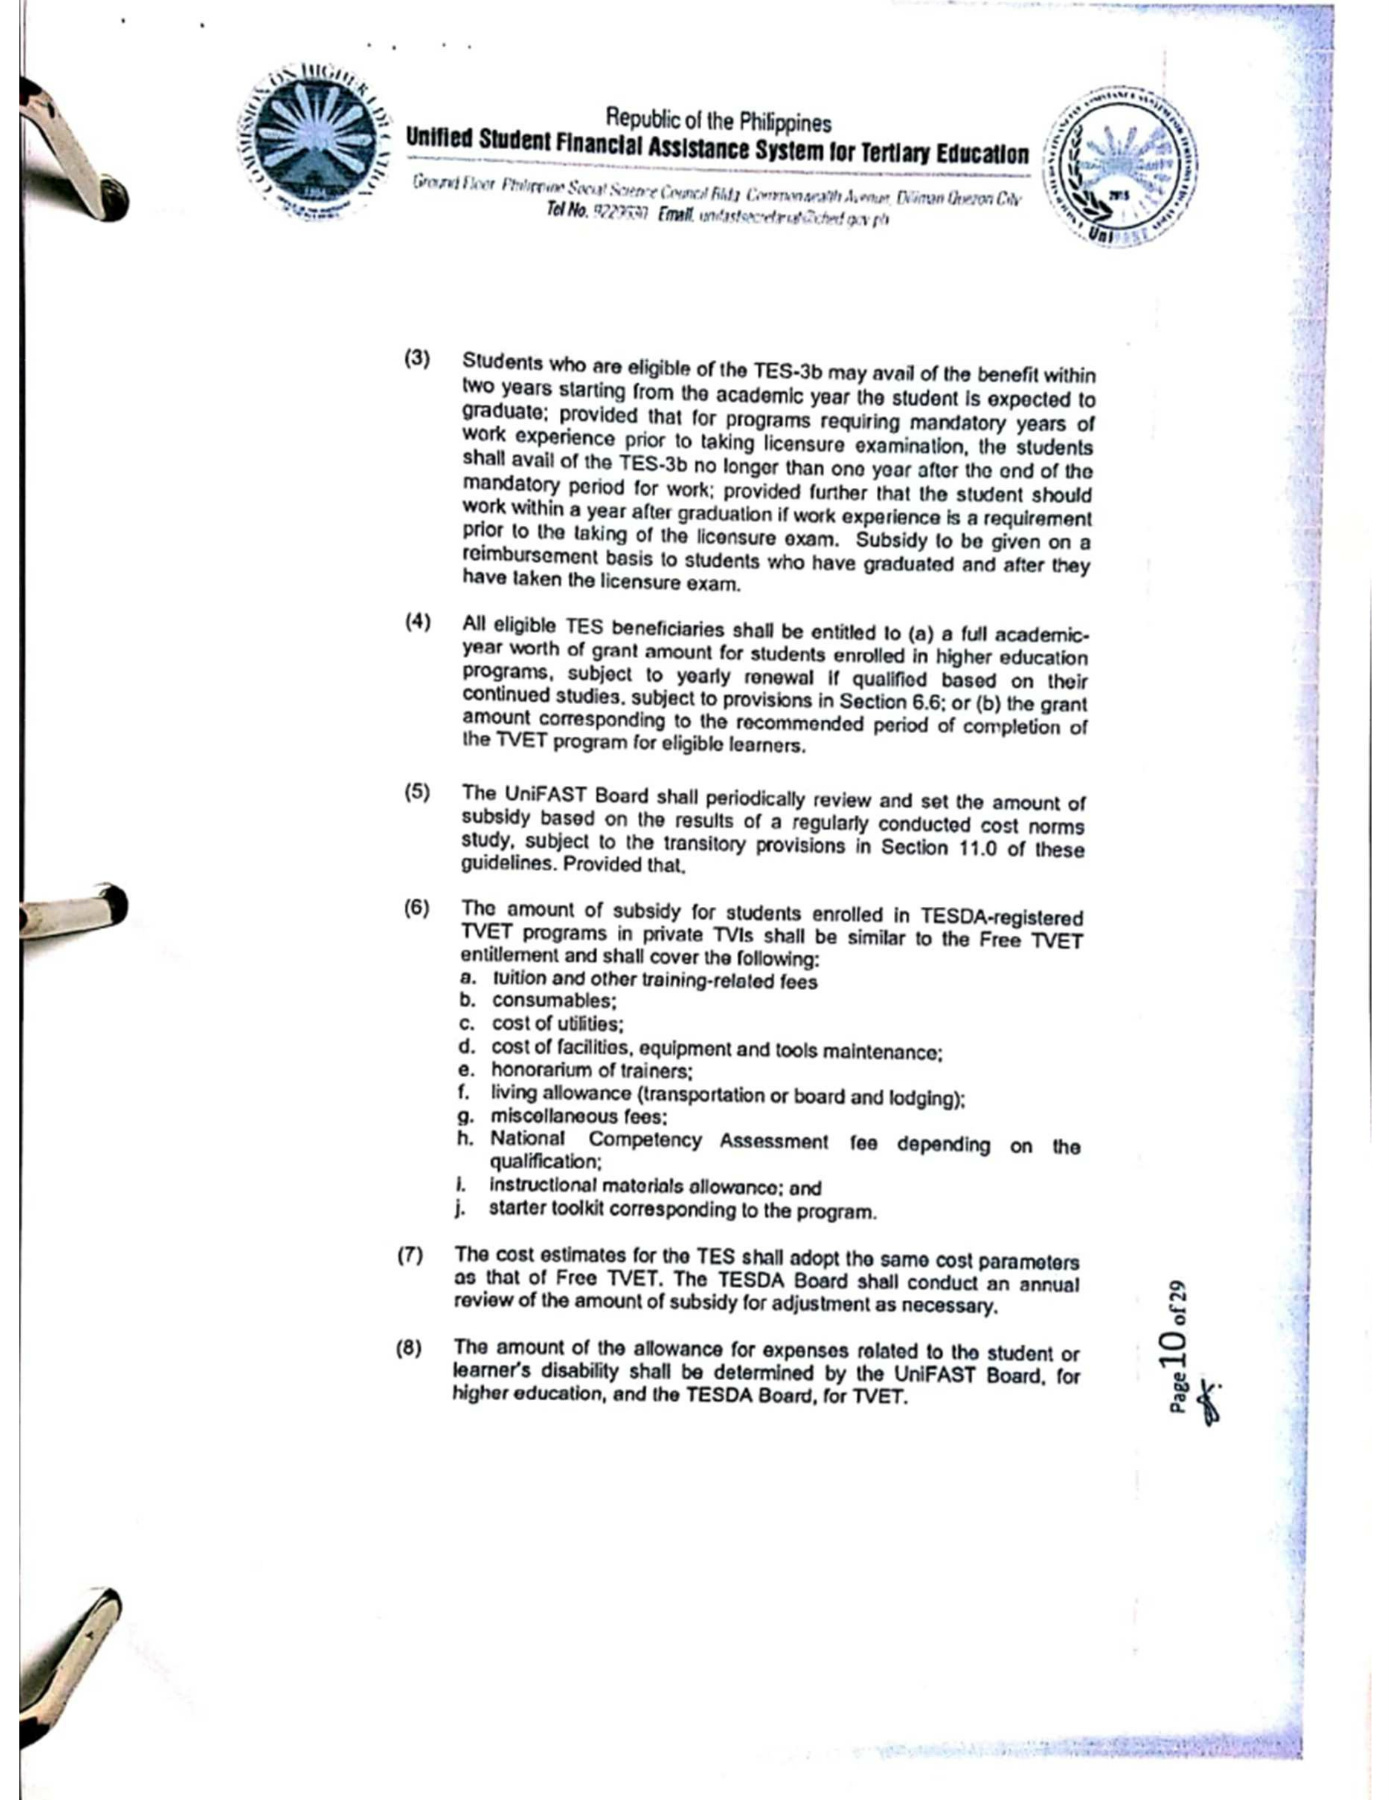 COMMISSION ON HIGHER EDUCATION
Republic of the Philippines
Unified Student Financial Assistance System for Tertiary Education
Ground Floor Philippine Social Science Council Bldg Commonwealth Avenue, Diliman Quezon City
Tel No. Email.
2015
UniFAST
(3) Students who are eligible of the TES-3b may avail of the benefit within
two years starting from the academic year the student is expected to
graduate; provided that for programs requiring mandatory years of
work experience prior to taking licensure examination, the students
shall avail of the TES-3b no longer than one year after the end of the
mandatory period for work; provided further that the student should
work within a year after graduation if work experience is a requirement
prior to the taking of the licensure exam. Subsidy to be given on a
reimbursement basis to students who have graduated and after they
have taken the licensure exam.
(4) All eligible TES beneficiaries shall be entitled to (a) a full academic-
year worth of grant amount for students enrolled in higher education
programs, subject to yearly renewal if qualified based on their
continued studies. subject to provisions in Section 6.6; or (b) the grant
amount corresponding to the recommended period of completion of
the TVET program for eligible learners.
(5) The UniFAST Board shall periodically review and set the amount of
subsidy based on the results of a regularly conducted cost norms
study, subject to the transitory provisions in Section 11.0 of these
guidelines. Provided that,
(6) The amount of subsidy for students enrolled in TESDA-registered
TVET programs in private TVIs shall be similar to the Free TVET
entitlement and shall cover the following:
a. tuition and other training-related fees
b. consumables;
c. cost of utilities;
d. cost of facilities, equipment and tools maintenance;
e. honorarium of trainers;
f. living allowance (transportation or board and lodging);
g. miscellaneous fees;
h. National Competency Assessment fee depending on the
qualification;
i. instructional materials allowance; and
j. starter toolkit corresponding to the program.
(7) The cost estimates for the TES shall adopt the same cost parameters
as that of Free TVET. The TESDA Board shall conduct an annual
review of the amount of subsidy for adjustment as necessary.
(8) The amount of the allowance for expenses related to the student or
learner's disability shall be determined by the UniFAST Board, for
higher education, and the TESDA Board, for TVET.
Page 10 of 29